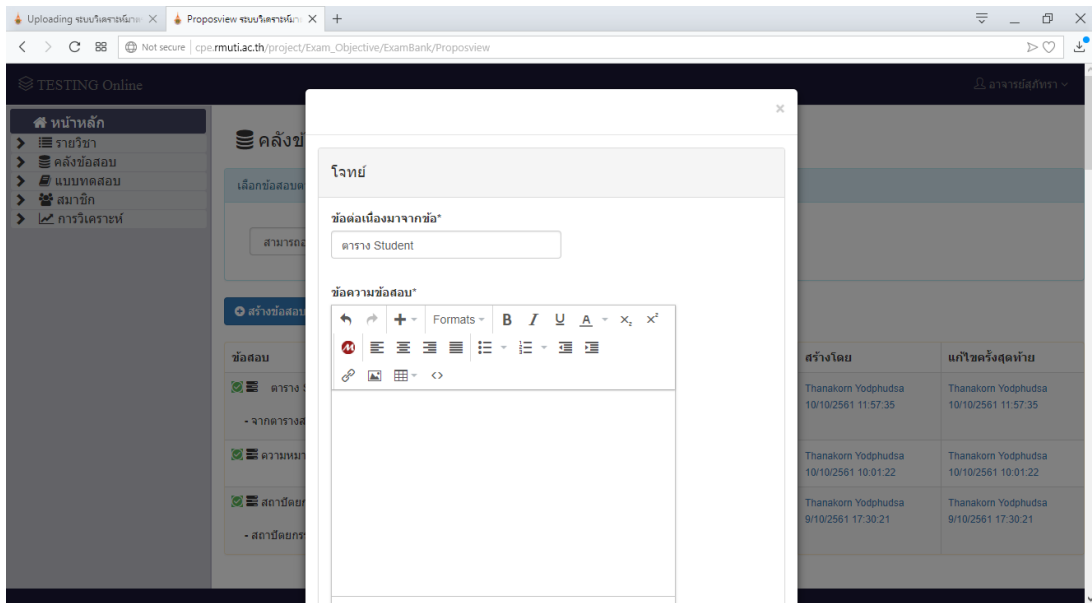 Uploading ระบบวิเคราะห์มา
Proposview ระบบวิเคราะห์มา
Not secure | cpe.rmuti.ac.th/project/Exam_Objective/ExamBank/Proposview
TESTING Online
อาจารย์สุภัทรา
หน้าหลัก
รายวิชา
คลังข้อสอบ
แบบทดสอบ
สมาชิก
การวิเคราะห์
คลังข้
เลือกข้อสอบ
สามารถ
สร้างข้อสอบ
×
โจทย์
ข้อต่อเนื่องมาจากข้อ*
ตาราง Student
ข้อความข้อสอบ*
Formats
B I U A x₂ x²
ข้อสอบ
สร้างโดย
แก้ไขครั้งสุดท้าย
ตาราง
Thanakorn Yodphudsa
10/10/2561 11:57:35
Thanakorn Yodphudsa
10/10/2561 11:57:35
- จากตาราง
ความหมา
Thanakorn Yodphudsa
10/10/2561 10:01:22
Thanakorn Yodphudsa
10/10/2561 10:01:22
สถาปัตย
Thanakorn Yodphudsa
9/10/2561 17:30:21
Thanakorn Yodphudsa
9/10/2561 17:30:21
- สถาปัตยกร